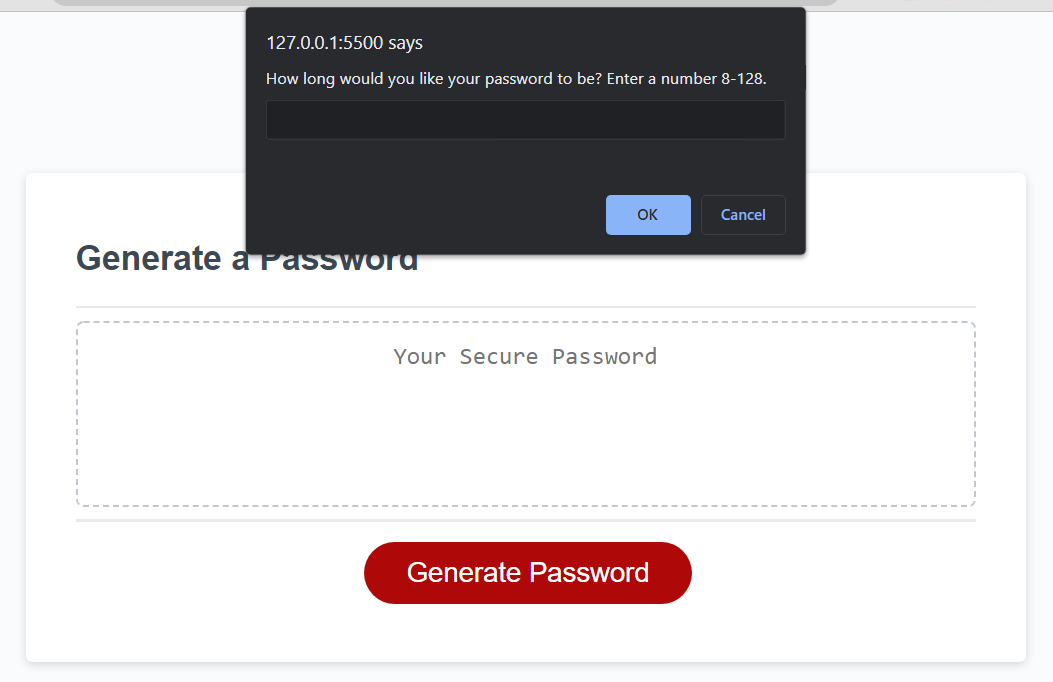 127.0.0.1:5500 says
How long would you like your password to be? Enter a number 8-128.
OK
Cancel
Generate a Password
Your Secure Password
Generate Password